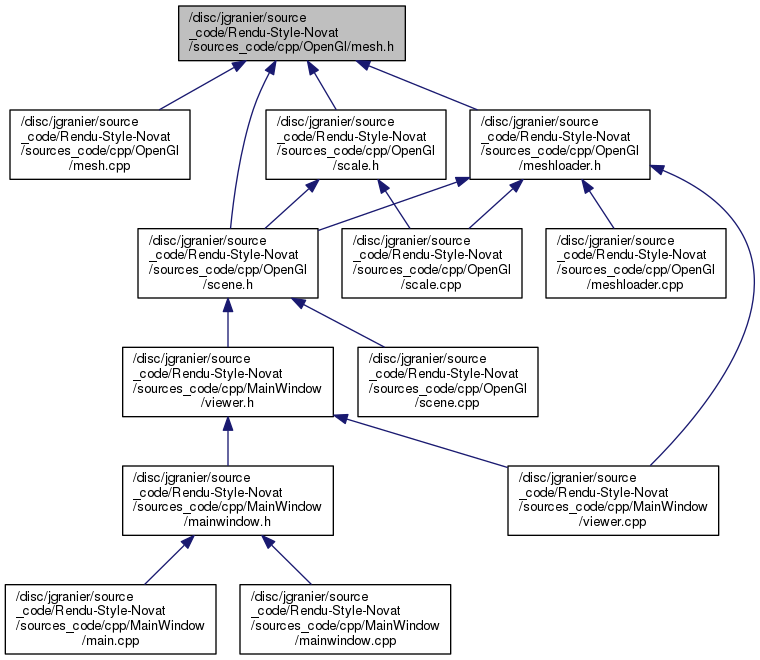 /disc/jgranier/source
_code/Rendu-Style-Novat
/sources_code/cpp/OpenGl/mesh.h
/disc/jgranier/source
_code/Rendu-Style-Novat
/sources_code/cpp/OpenGl
/mesh.cpp
/disc/jgranier/source
_code/Rendu-Style-Novat
/sources_code/cpp/OpenGl
/scale.h
/disc/jgranier/source
_code/Rendu-Style-Novat
/sources_code/cpp/OpenGl
/meshloader.h
/disc/jgranier/source
_code/Rendu-Style-Novat
/sources_code/cpp/OpenGl
/scene.h
/disc/jgranier/source
_code/Rendu-Style-Novat
/sources_code/cpp/OpenGl
/scale.cpp
/disc/jgranier/source
_code/Rendu-Style-Novat
/sources_code/cpp/OpenGl
/meshloader.cpp
/disc/jgranier/source
_code/Rendu-Style-Novat
/sources_code/cpp/MainWindow
/viewer.h
/disc/jgranier/source
_code/Rendu-Style-Novat
/sources_code/cpp/OpenGl
/scene.cpp
/disc/jgranier/source
_code/Rendu-Style-Novat
/sources_code/cpp/MainWindow
/mainwindow.h
/disc/jgranier/source
_code/Rendu-Style-Novat
/sources_code/cpp/MainWindow
/viewer.cpp
/disc/jgranier/source
_code/Rendu-Style-Novat
/sources_code/cpp/MainWindow
/main.cpp
/disc/jgranier/source
_code/Rendu-Style-Novat
/sources_code/cpp/MainWindow
/mainwindow.cpp